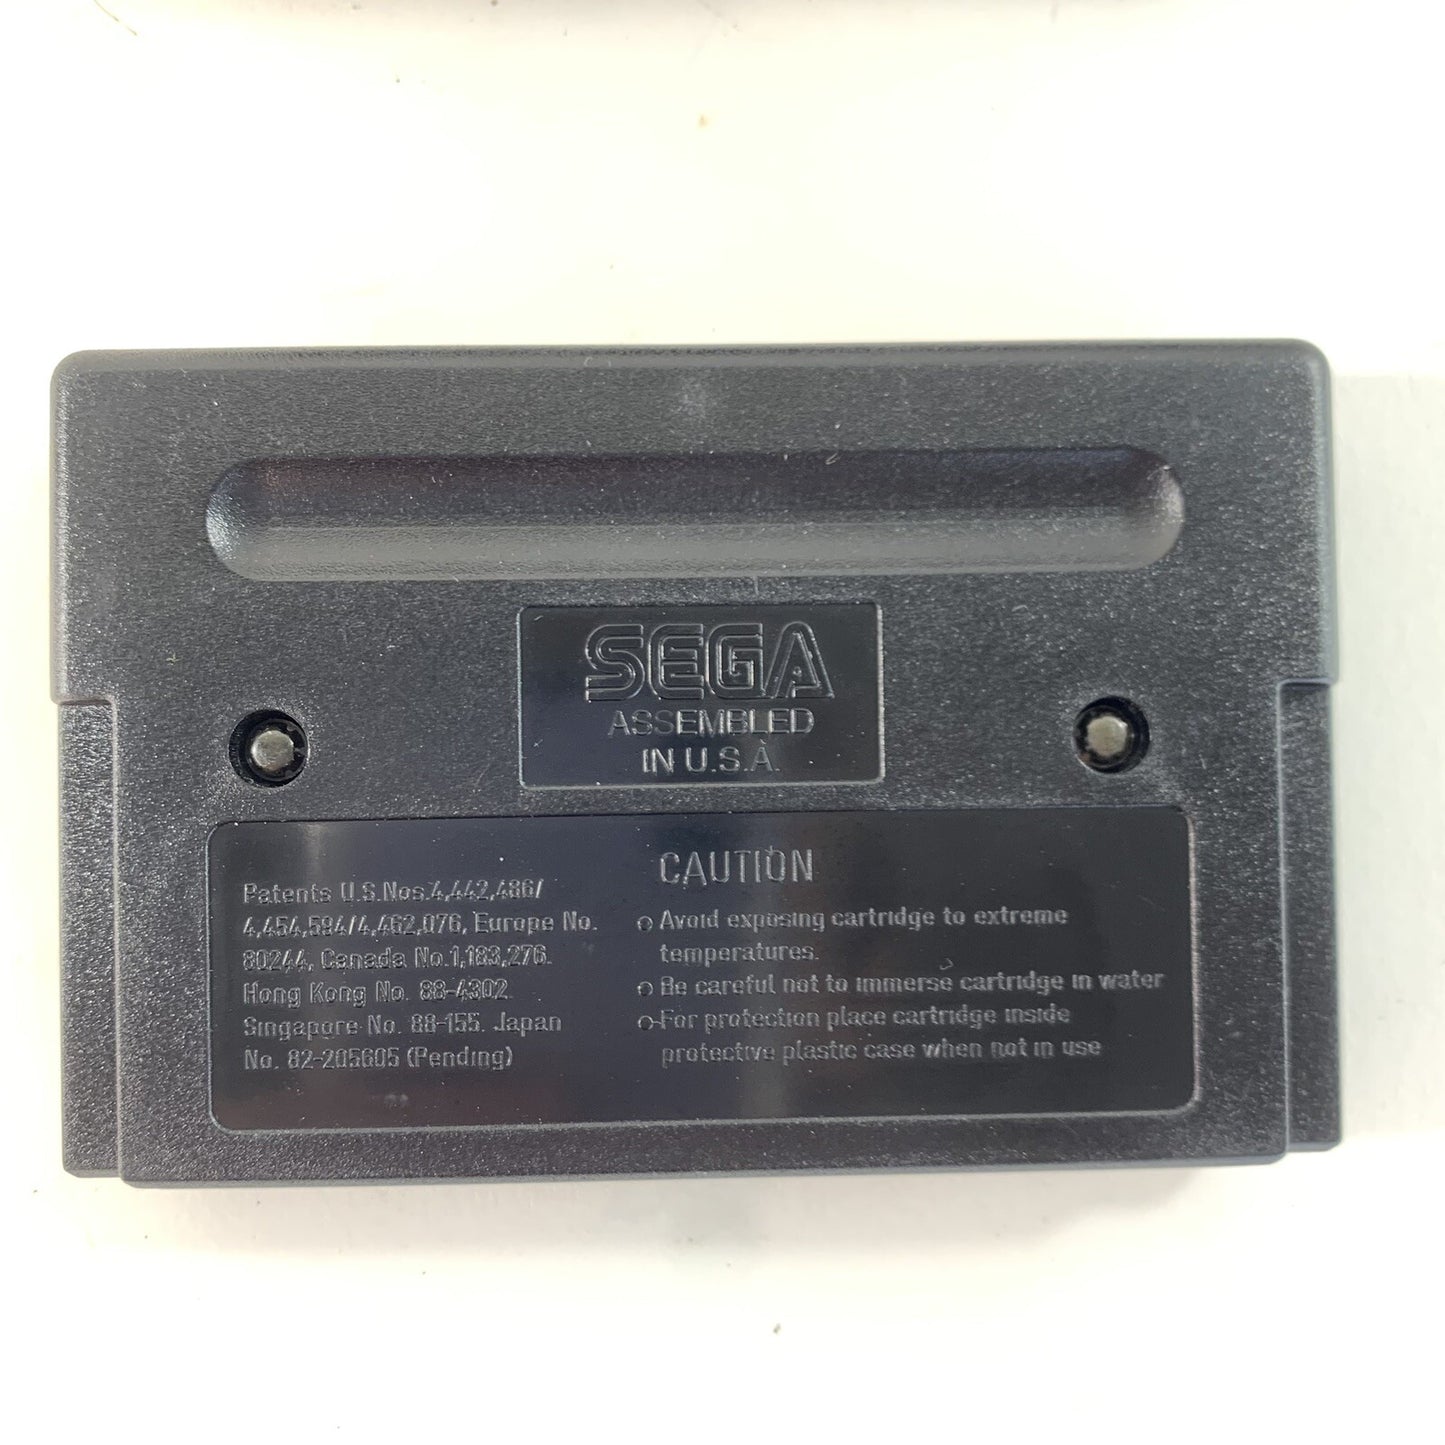 SEGA
ASSEMBLED
IN U.S.A.
Patents U.S.Nos.4,442,486/
4,454,594/4,462,076, Europe No.
80244, Canada No.1,183,276.
Hong Kong No. 88-4302
Singapore No. 88-155. Japan
No. 82-205605 (Pending)
CAUTION
o Avoid exposing cartridge to extreme
temperatures.
o Be careful not to immerse cartridge in water
o For protection place cartridge inside
protective plastic case when not in use